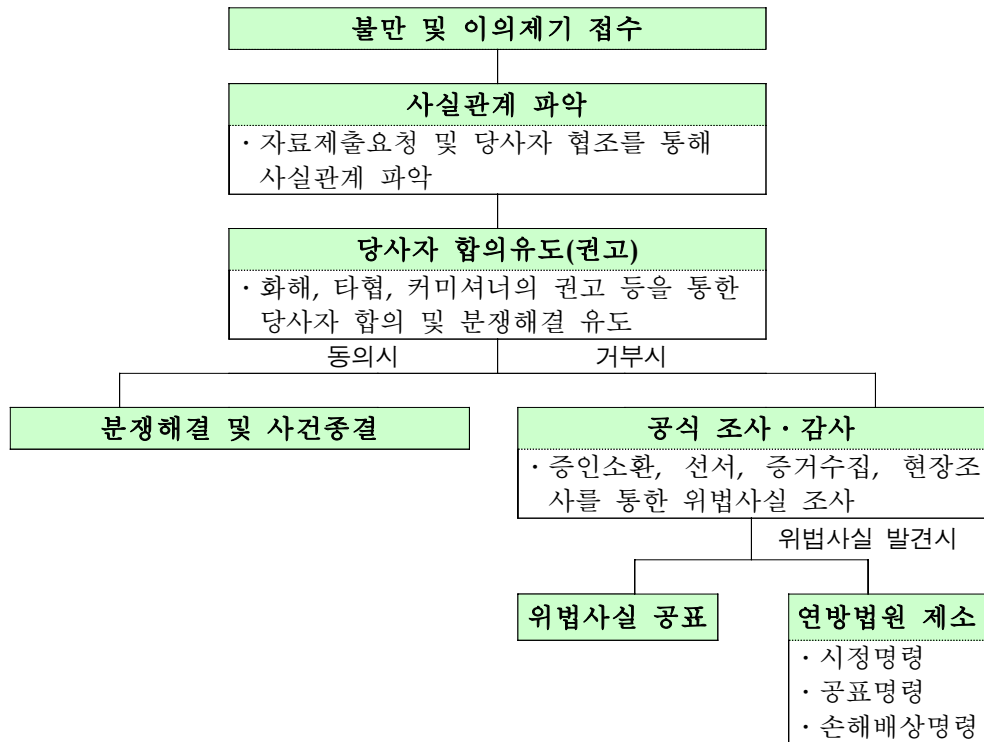 불만 및 이의제기 접수
사실관계 파악
· 자료제출요청 및 당사자 협조를 통해
사실관계 파악
당사자 합의유도(권고)
· 화해, 타협, 커미셔너의 권고 등을 통한
당사자 합의 및 분쟁해결 유도
동의시 거부시
분쟁해결 및 사건종결
공식 조사·감사
· 증인소환, 선서, 증거수집, 현장조
사를 통한 위법사실 조사
위법사실 발견시
위법사실 공표
연방법원 제소
· 시정명령
· 공표명령
· 손해배상명령